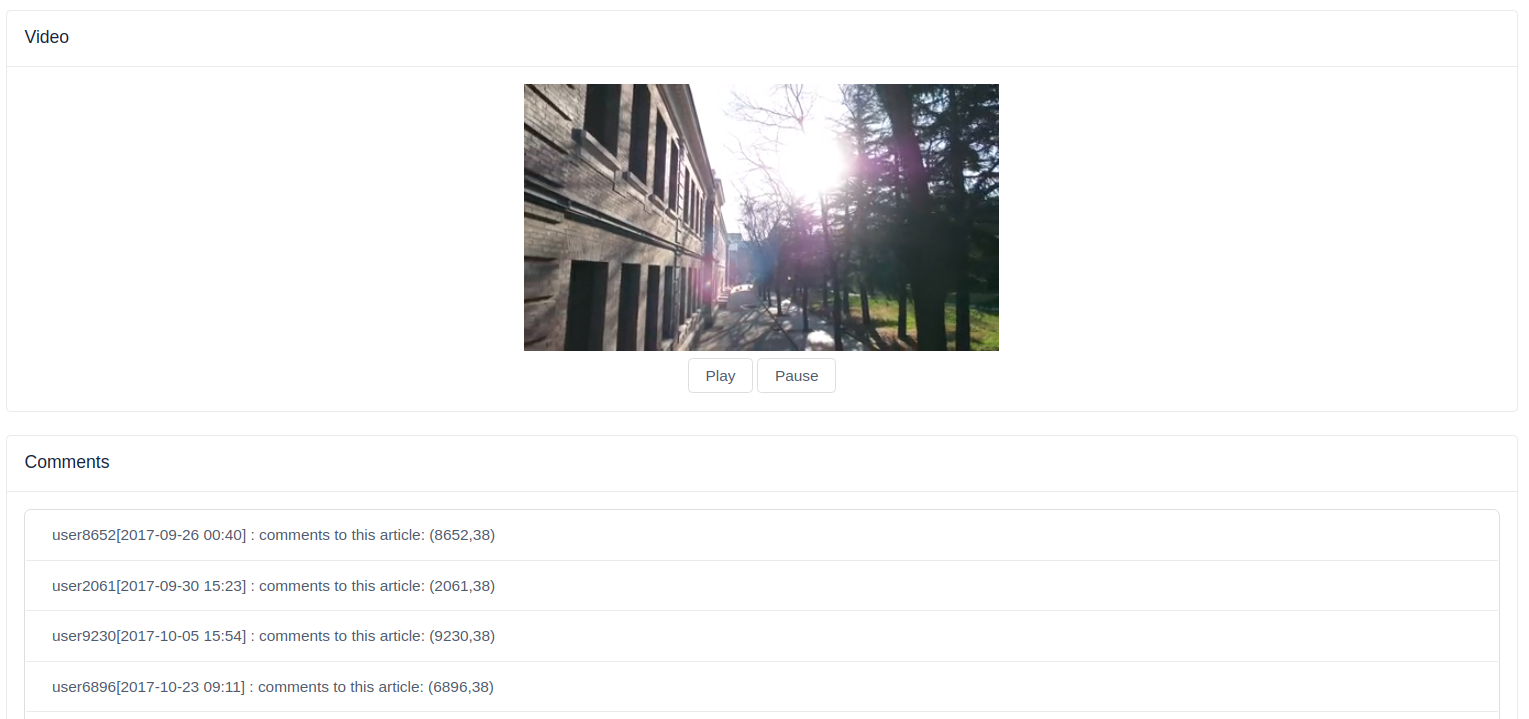 Video
Play Pause
Comments
user8652[2017-09-26 00:40] : comments to this article: (8652,38)
user2061[2017-09-30 15:23] : comments to this article: (2061,38)
user9230[2017-10-05 15:54] : comments to this article: (9230,38)
user6896[2017-10-23 09:11] : comments to this article: (6896,38)